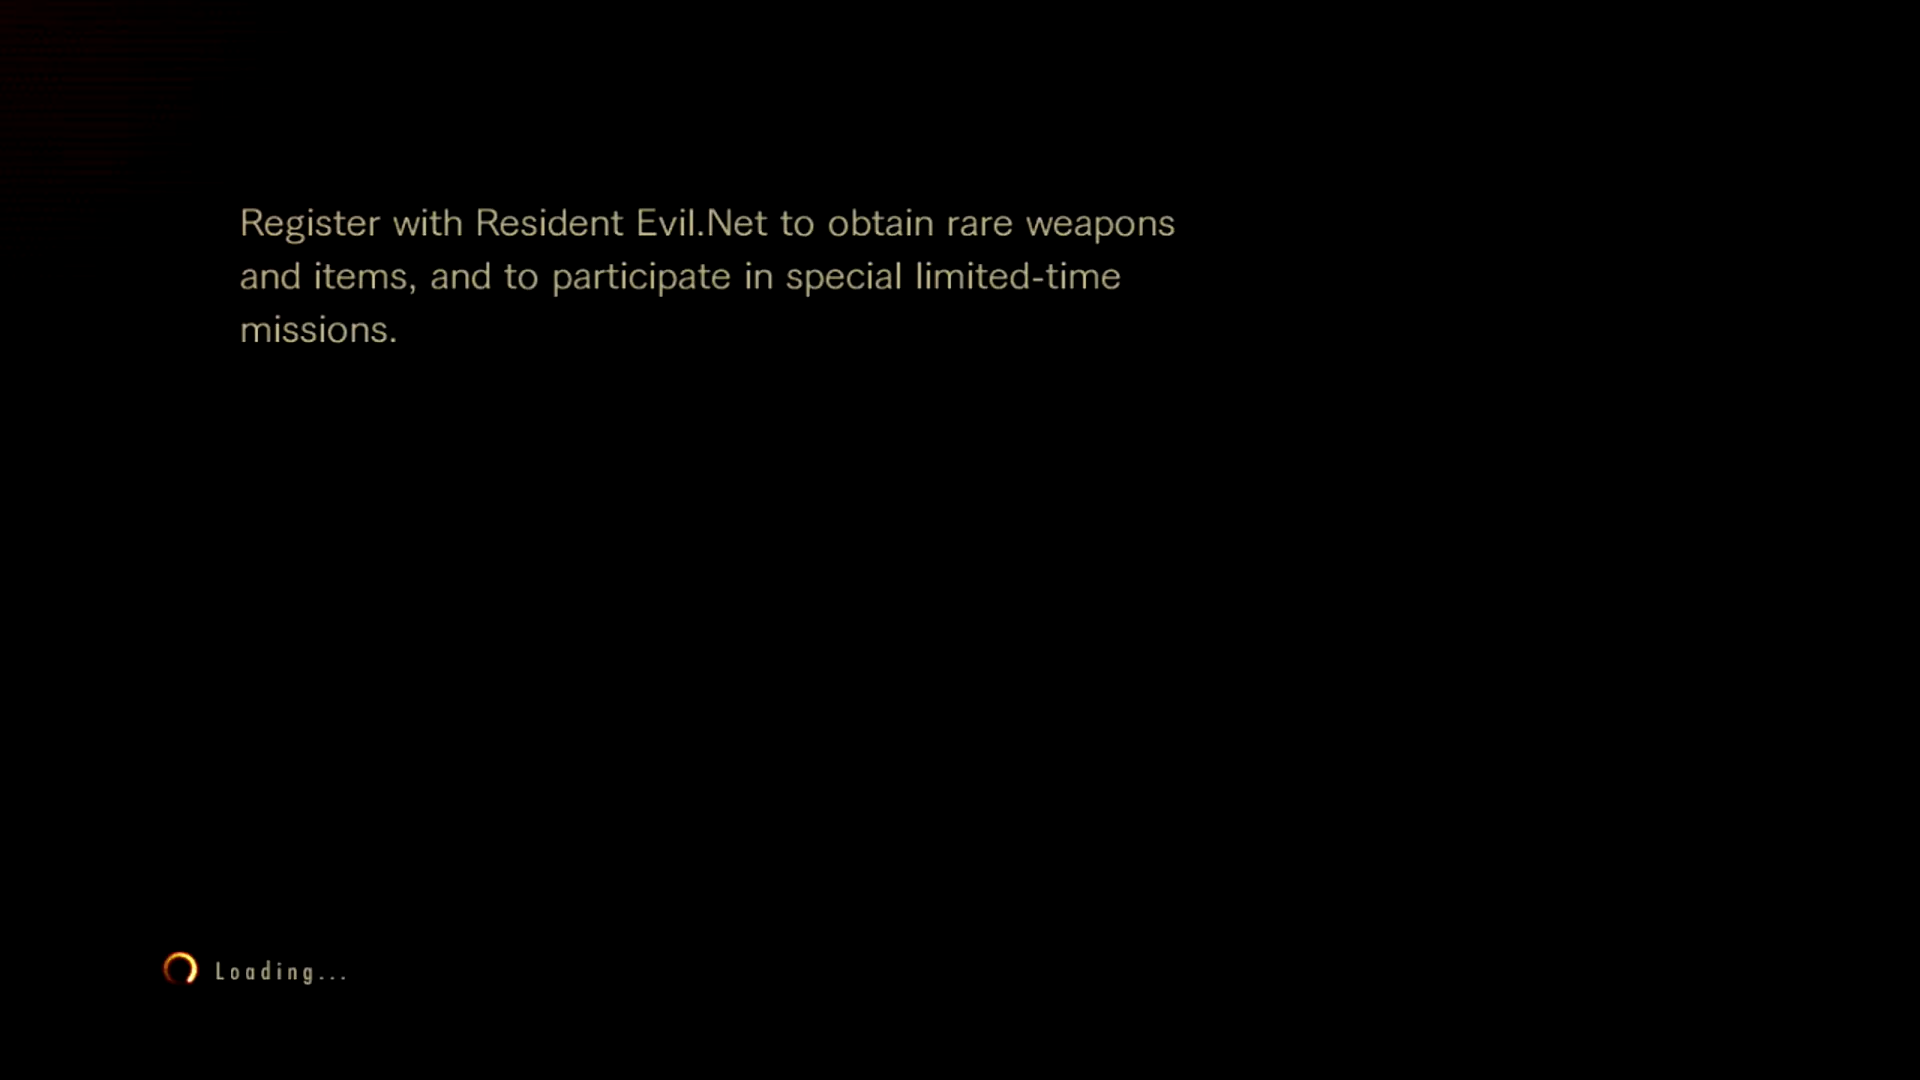 Register with Resident Evil.Net to obtain rare weapons
and items, and to participate in special limited-time
missions.
Loading...